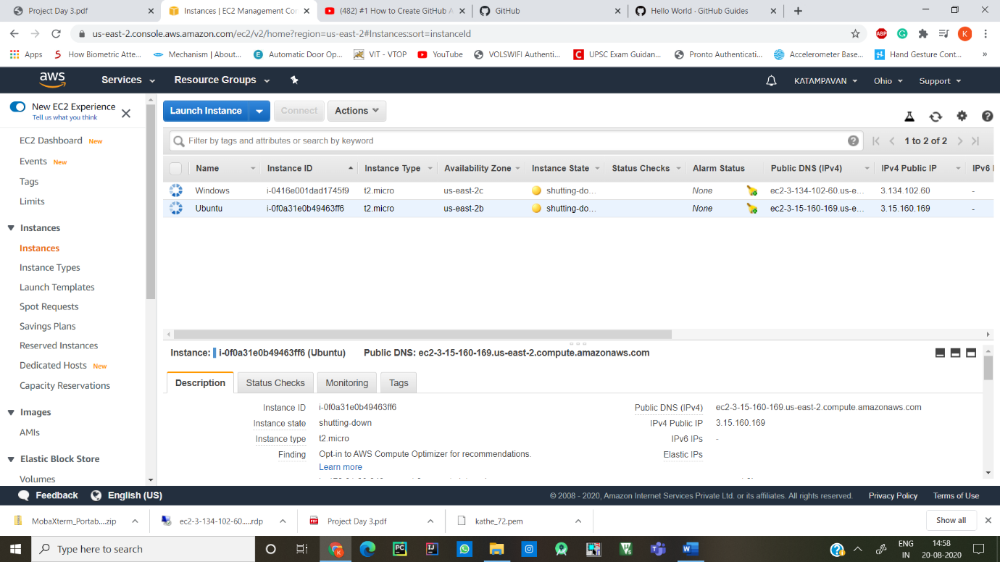 Project Day 3.pdf
Instances | EC2 Management Con
(482) #1 How to Create GitHub A
GitHub
Hello World · GitHub Guides
us-east-2.console.aws.amazon.com/ec2/v2/home?region=us-east-2#Instances:sort=instanceId
ABP
G
K
Apps
S
How Biometric Atte...
Mechanism | About...
E
Automatic Door Op...
VIT - VTOP
YouTube
VOLSWIFI Authenti...
C
UPSC Exam Guidan...
Pronto Authenticati...
Accelerometer Base...
Hand Gesture Cont...
»
aws
Services
Resource Groups
KATAMPAVAN
Ohio
Support
New EC2 Experience
Tell us what you think
Launch Instance
Connect
Actions
EC2 Dashboard New
Events New
Tags
Limits
Instances
Instances
Instance Types
Launch Templates
Spot Requests
Savings Plans
Reserved Instances
Dedicated Hosts New
Capacity Reservations
Images
AMIs
Elastic Block Store
Volumes
Filter by tags and attributes or search by keyword
1 to 2 of 2
Name Instance ID Instance Type Availability Zone Instance State Status Checks Alarm Status Public DNS (IPv4) IPv4 Public IP IPv6 I
Windows i-0416e001dad1745f9 t2.micro us-east-2c shutting-do... None ec2-3-134-102-60.us-e... 3.134.102.60 -
Ubuntu i-0f0a31e0b49463ff6 t2.micro us-east-2b shutting-do... None ec2-3-15-160-169.us-e... 3.15.160.169 -
Instance: i-0f0a31e0b49463ff6 (Ubuntu) Public DNS: ec2-3-15-160-169.us-east-2.compute.amazonaws.com
Description Status Checks Monitoring Tags
Instance ID i-0f0a31e0b49463ff6 Public DNS (IPv4) ec2-3-15-160-169.us-east-2.compute.amazonaws.com
Instance state shutting-down IPv4 Public IP 3.15.160.169
Instance type t2.micro IPv6 IPs -
Finding Opt-in to AWS Compute Optimizer for recommendations. Elastic IPs
Learn more
Feedback
English (US)
© 2008 - 2020, Amazon Internet Services Private Ltd. or its affiliates. All rights reserved.
Privacy Policy
Terms of Use
MobaXterm_Portab....zip
ec2-3-134-102-60.....rdp
Project Day 3.pdf
kathe_72.pem
Show all
Type here to search
ENG
IN
14:58
20-08-2020